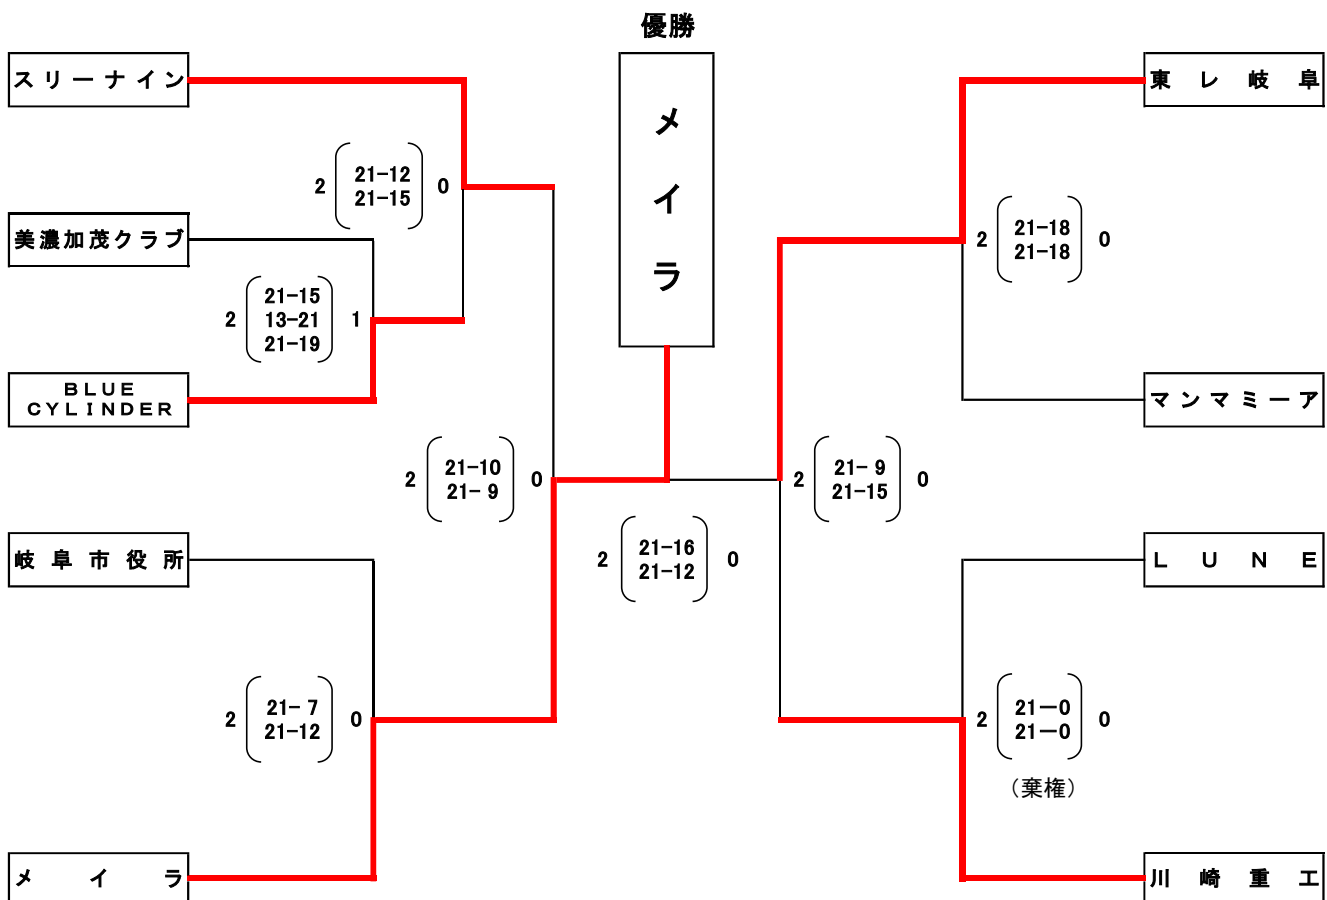 優勝
メイラ
スリーナイン
2 21-12 0
21-15
美濃加茂クラブ
21-15
2 13-21 1
21-19
BLUE
CYLINDER
2 21-10 0
21- 9
岐阜市役所
2 21- 7 0
21-12
メイラ
2 21-16 0
21-12
東レ岐阜
2 21-18 0
21-18
マンマミーア
2 21- 9 0
21-15
LUNE
2 21-0 0
21-0
(棄権)
川崎重工